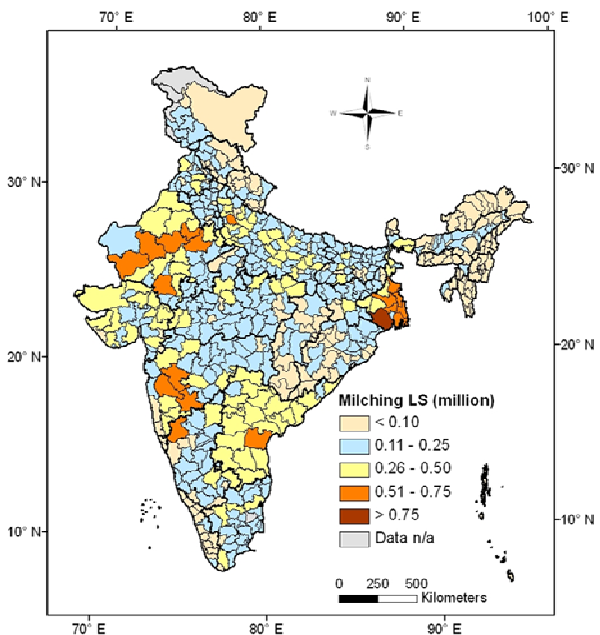 70° E 80° E 90° E 100° E
N
W E
S
30° N 30° N
20° N 20° N
Milching LS (million)
< 0.10
0.11 - 0.25
0.26 - 0.50
0.51 - 0.75
> 0.75
Data n/a
10° N 10° N
0 250 500
Kilometers
70° E 80° E 90° E